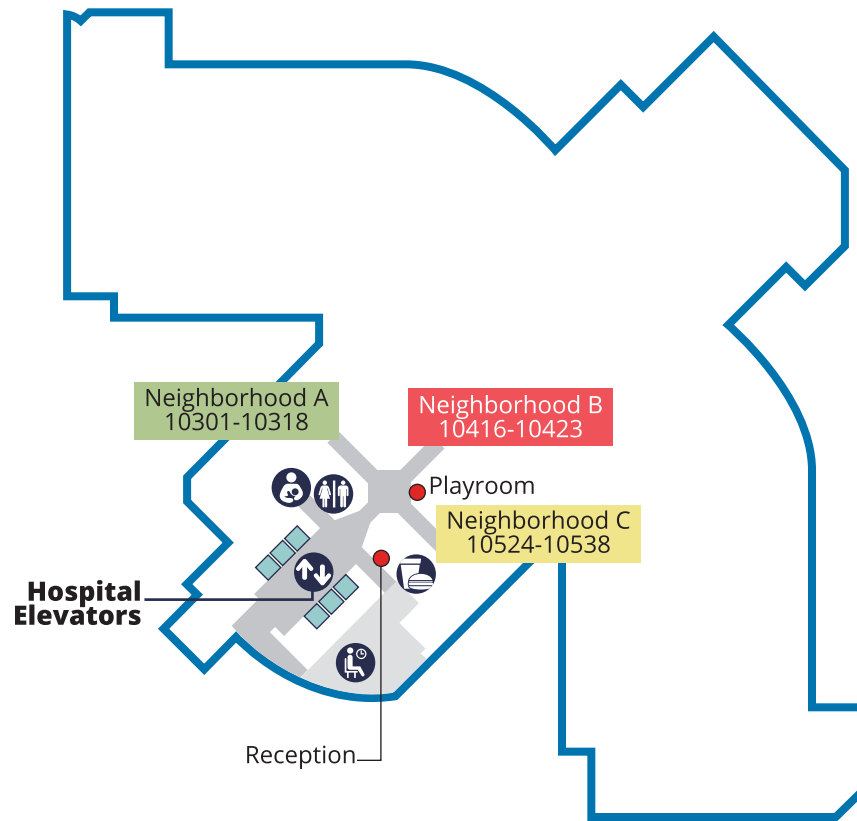 Neighborhood A
10301-10318
Neighborhood B
10416-10423
Playroom
Neighborhood C
10524-10538
Hospital
Elevators
Reception